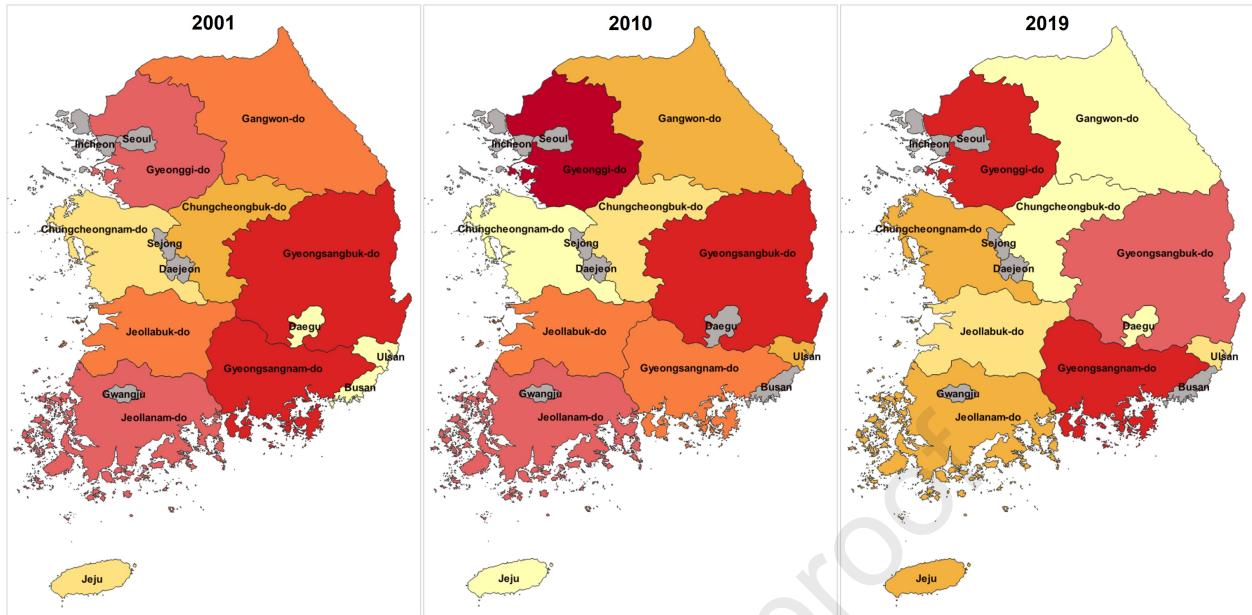 2001
Gangwon-do
Seoul
Incheon
Gyeonggi-do
Chungcheongbuk-do
Chungcheongnam-do
Sejong
Gyeongsangbuk-do
Daejeon
Daegu
Jeollabuk-do
Ulsan
Gyeongsangnam-do
Busan
Gwangju
Jeollanam-do
Jeju
2010
Gangwon-do
Seoul
Incheon
Gyeonggi-do
Chungcheongbuk-do
Chungcheongnam-do
Sejong
Gyeongsangbuk-do
Daejeon
Daegu
Jeollabuk-do
Ulsan
Gyeongsangnam-do
Busan
Gwangju
Jeollanam-do
Jeju
2019
Gangwon-do
Seoul
Incheon
Gyeonggi-do
Chungcheongbuk-do
Chungcheongnam-do
Sejong
Gyeongsangbuk-do
Daejeon
Daegu
Jeollabuk-do
Ulsan
Gyeongsangnam-do
Busan
Gwangju
Jeollanam-do
Jeju
proof